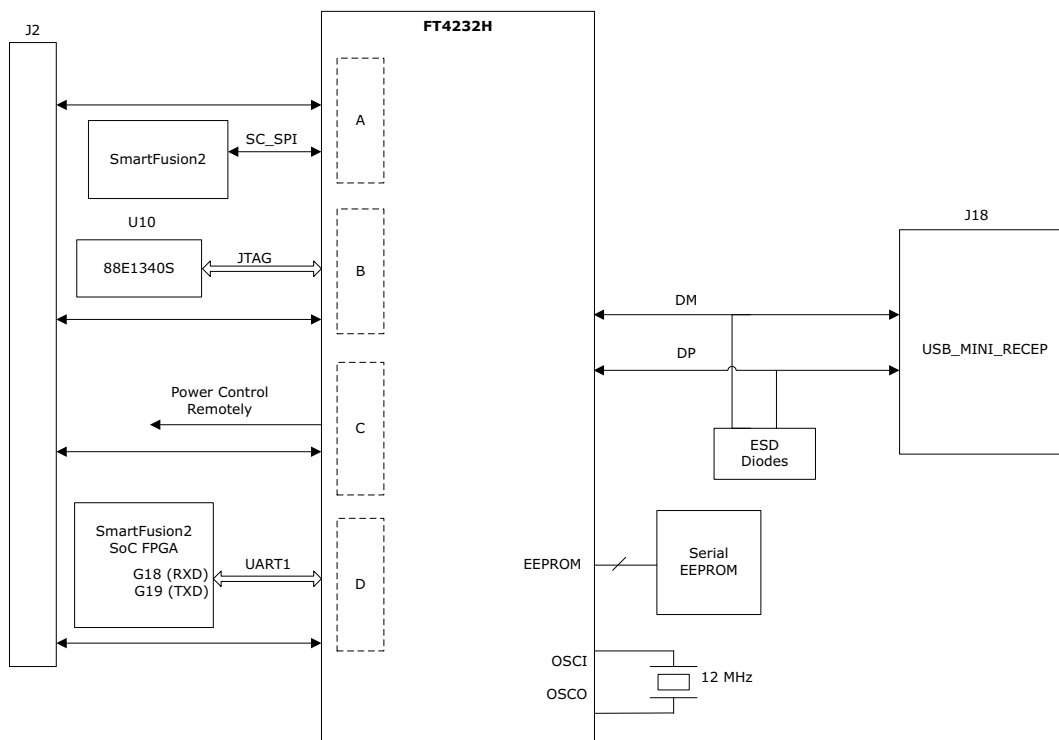 J2
FT4232H
A
SC_SPI
SmartFusion2
U10
88E1340S
JTAG
B
J18
DM
DP
USB_MINI_RECEP
Power Control
Remotely
C
ESD
Diodes
SmartFusion2
SoC FPGA
G18 (RXD)
G19 (TXD)
UART1
D
EEPROM
Serial
EEPROM
OSCI
12 MHz
OSCO